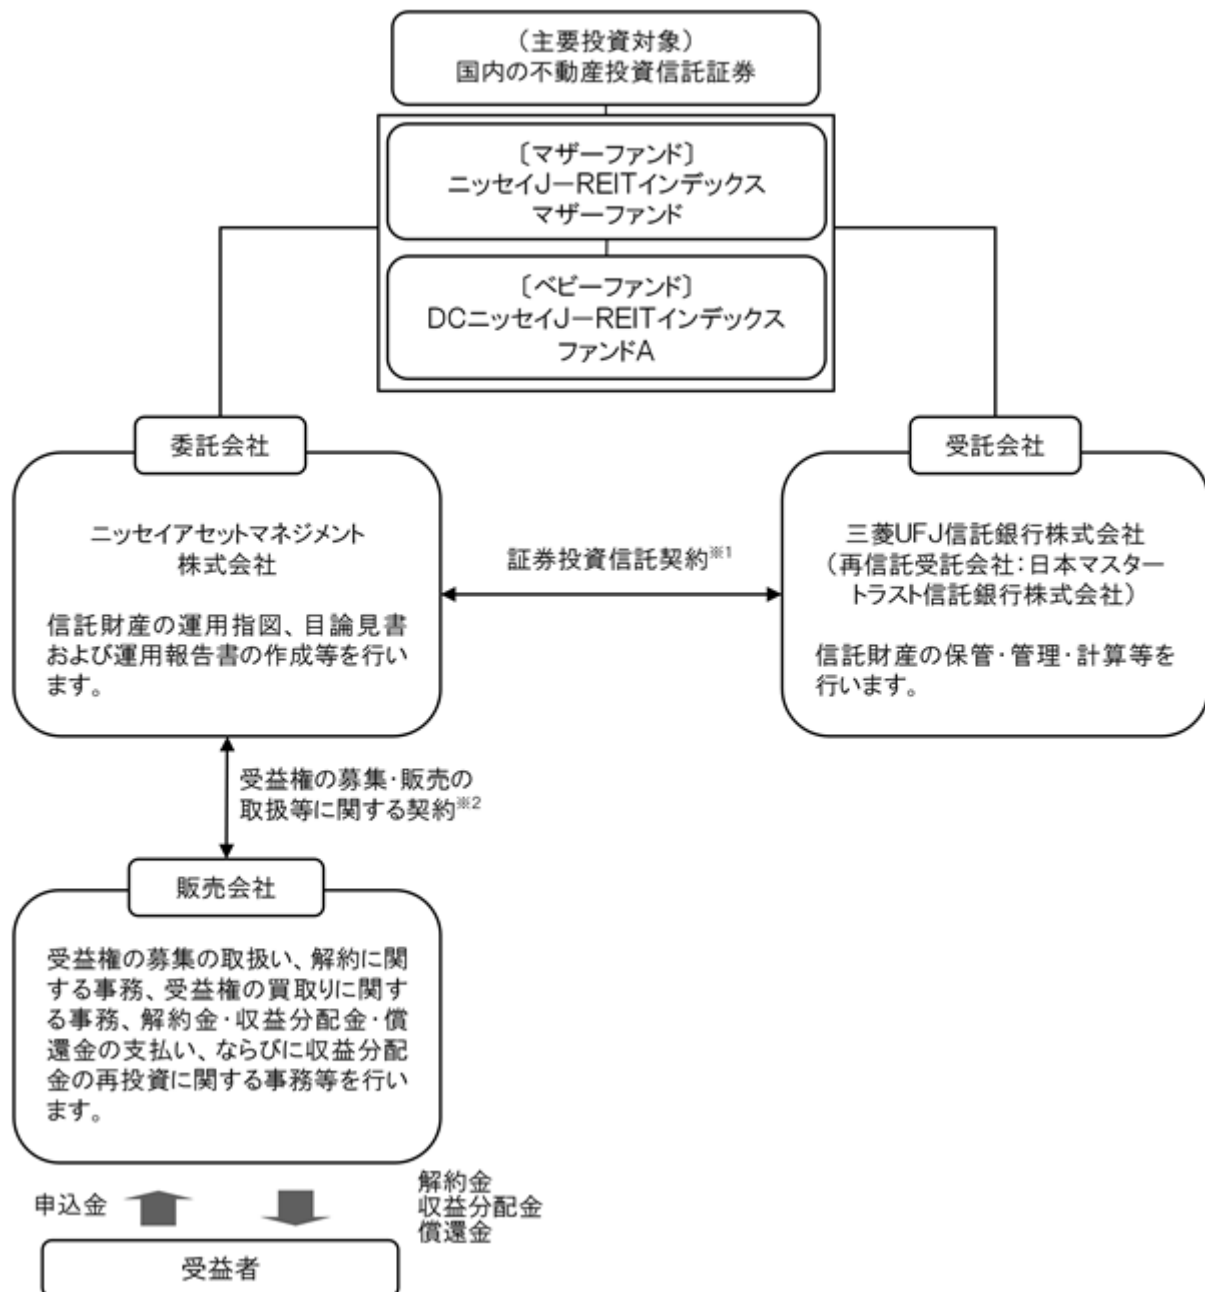 （主要投資対象）
国内の不動産投資信託証券
〔マザーファンド〕
ニッセイJ－REITインデックス
マザーファンド
〔ベビーファンド〕
DCニッセイJ－REITインデックス
ファンドA
委託会社
ニッセイアセットマネジメント
株式会社
信託財産の運用指図、目論見書
および運用報告書の作成等を行い
ます。
証券投資信託契約※1
受託会社
三菱UFJ信託銀行株式会社
（再信託受託会社：日本マスター
トラスト信託銀行株式会社）
信託財産の保管・管理・計算等を
行います。
受益権の募集・販売の
取扱等に関する契約※2
販売会社
受益権の募集の取扱い、解約に関
する事務、受益権の買取りに関す
る事務、解約金・収益分配金・償
還金の支払い、ならびに収益分配
金の再投資に関する事務等を行い
ます。
申込金
解約金
収益分配金
償還金
受益者